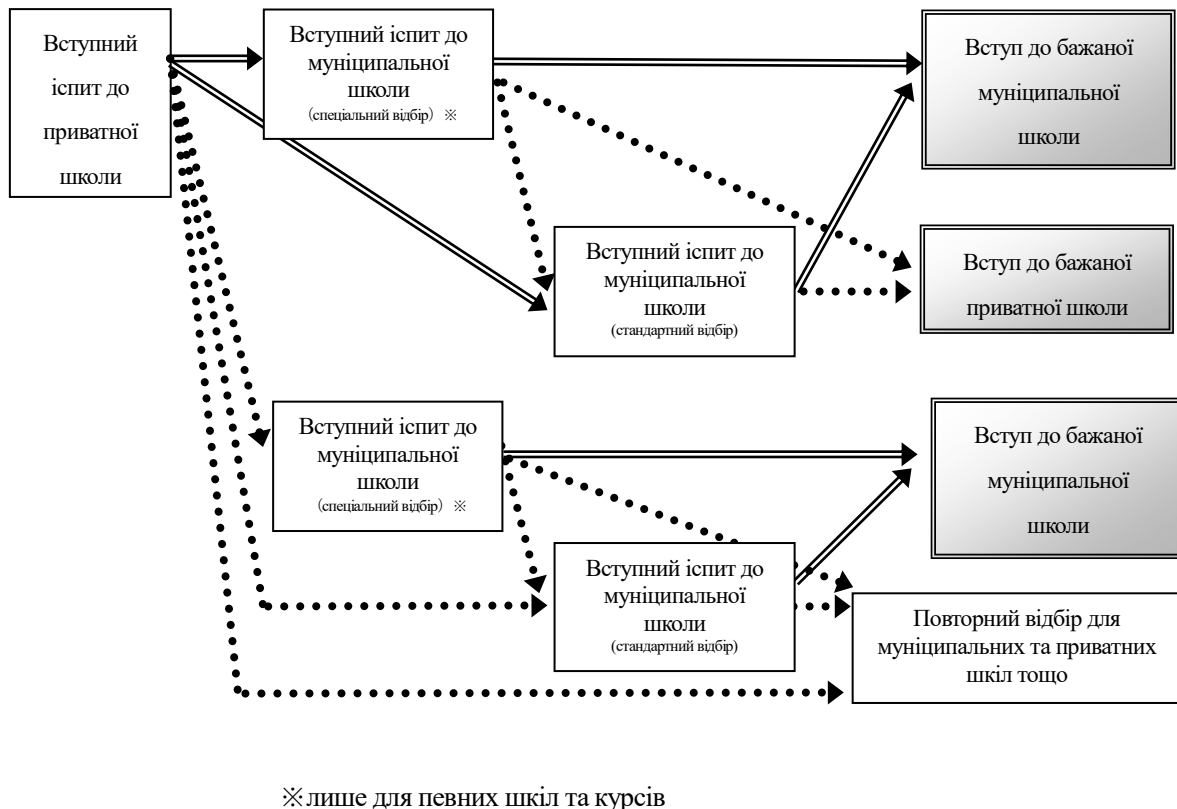 Вступний
іспит до
приватної
школи
Вступний іспит до
муніципальної
школи
(спеціальний відбір) ※
Вступ до бажаної
муніципальної
школи
Вступний іспит до
муніципальної
школи
(стандартний відбір)
Вступ до бажаної
приватної школи
Вступний іспит до
муніципальної
школи
(спеціальний відбір) ※
Вступ до бажаної
муніципальної
школи
Вступний іспит до
муніципальної
школи
(стандартний відбір)
Повторний відбір для
муніципальних та приватних
шкіл тощо
※лише для певних шкіл та курсів